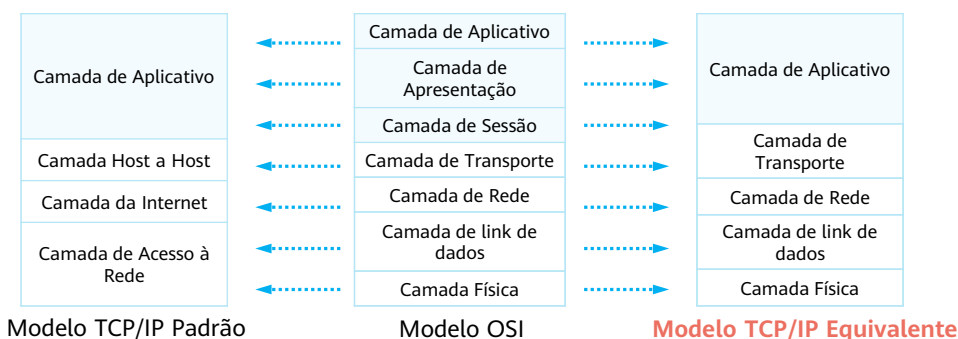 Camada de Aplicativo
Camada Host a Host
Camada da Internet
Camada de Acesso à
Rede
Modelo TCP/IP Padrão
Camada de Aplicativo
Camada de
Apresentação
Camada de Sessão
Camada de Transporte
Camada de Rede
Camada de link de
dados
Camada Física
Modelo OSI
Camada de Aplicativo
Camada de
Transporte
Camada de Rede
Camada de link de
dados
Camada Física
Modelo TCP/IP Equivalente